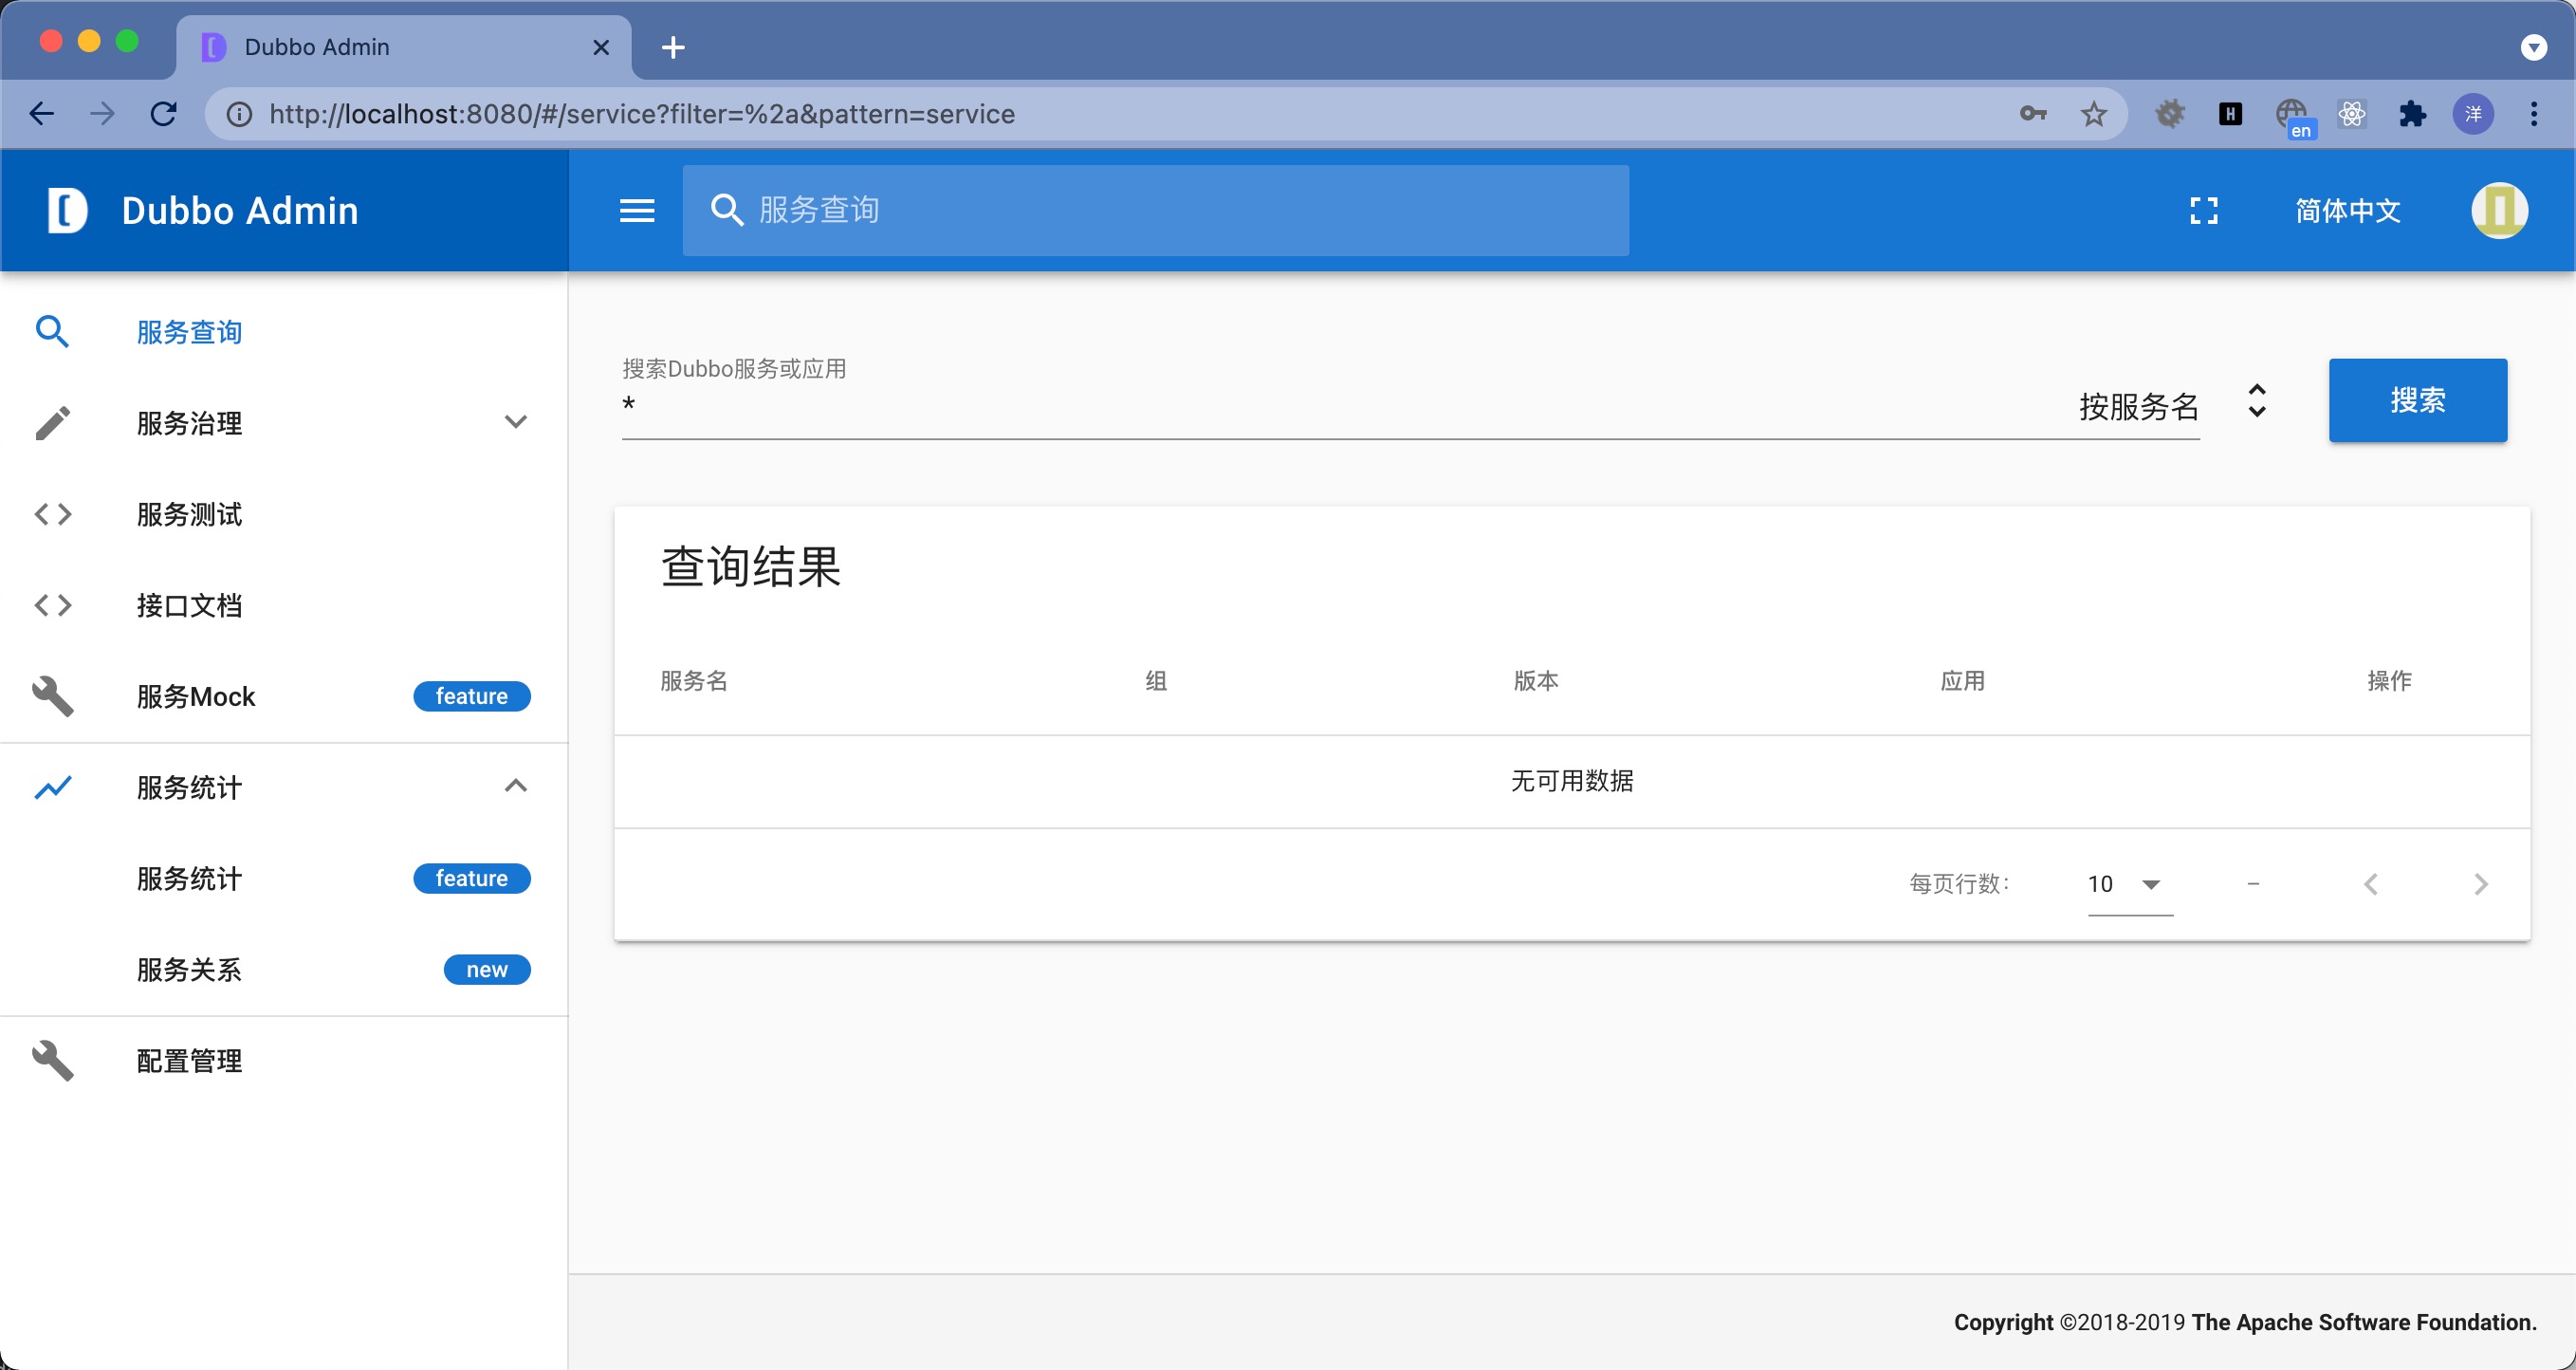 Dubbo Admin
http://localhost:8080/#/service?filter=%2a&pattern=service
en
洋
Dubbo Admin
服务查询
简体中文
服务查询
服务治理
服务测试
接口文档
服务Mock feature
服务统计
服务统计 feature
服务关系 new
配置管理
搜索Dubbo服务或应用
* 按服务名 搜索
查询结果
服务名 组 版本 应用 操作
无可用数据
每页行数: 10 –
Copyright ©2018-2019 The Apache Software Foundation.